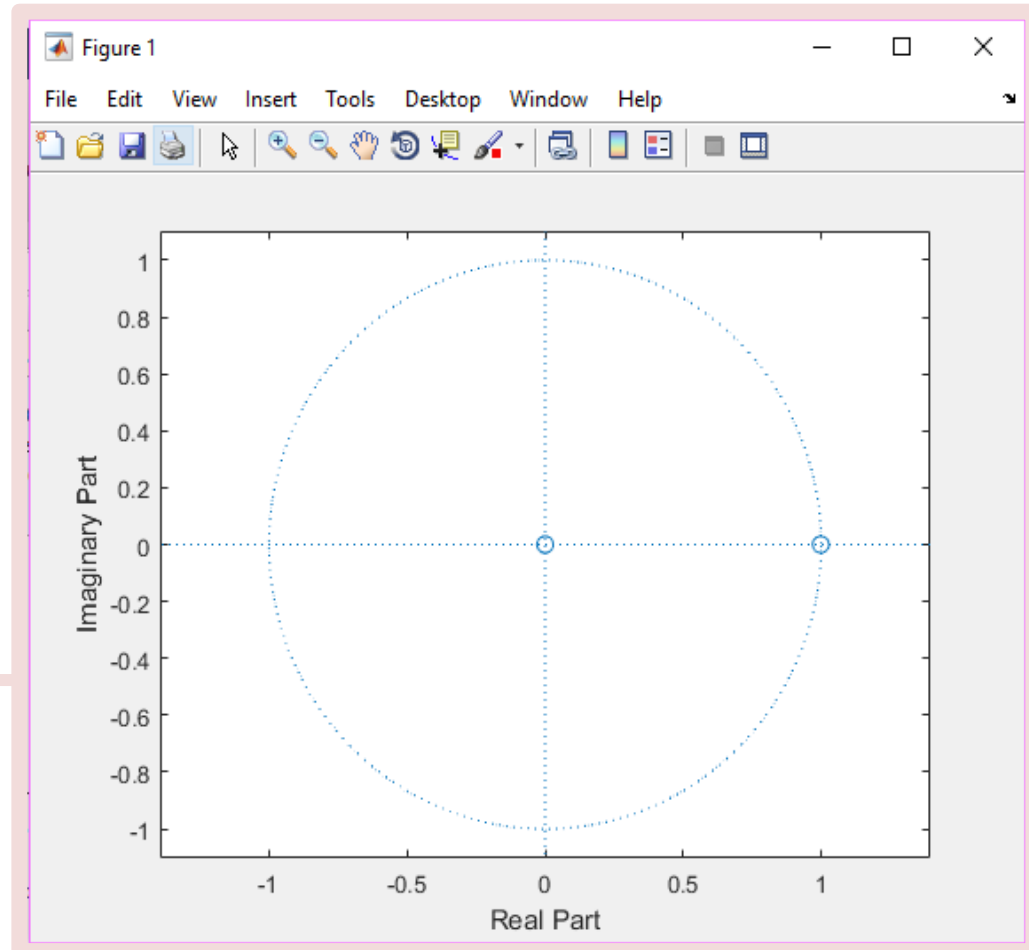 Figure 1
File Edit View Insert Tools Desktop Window Help
1
0.8
0.6
0.4
0.2
0
-0.2
-0.4
-0.6
-0.8
-1
Imaginary Part
-1 -0.5 0 0.5 1
Real Part